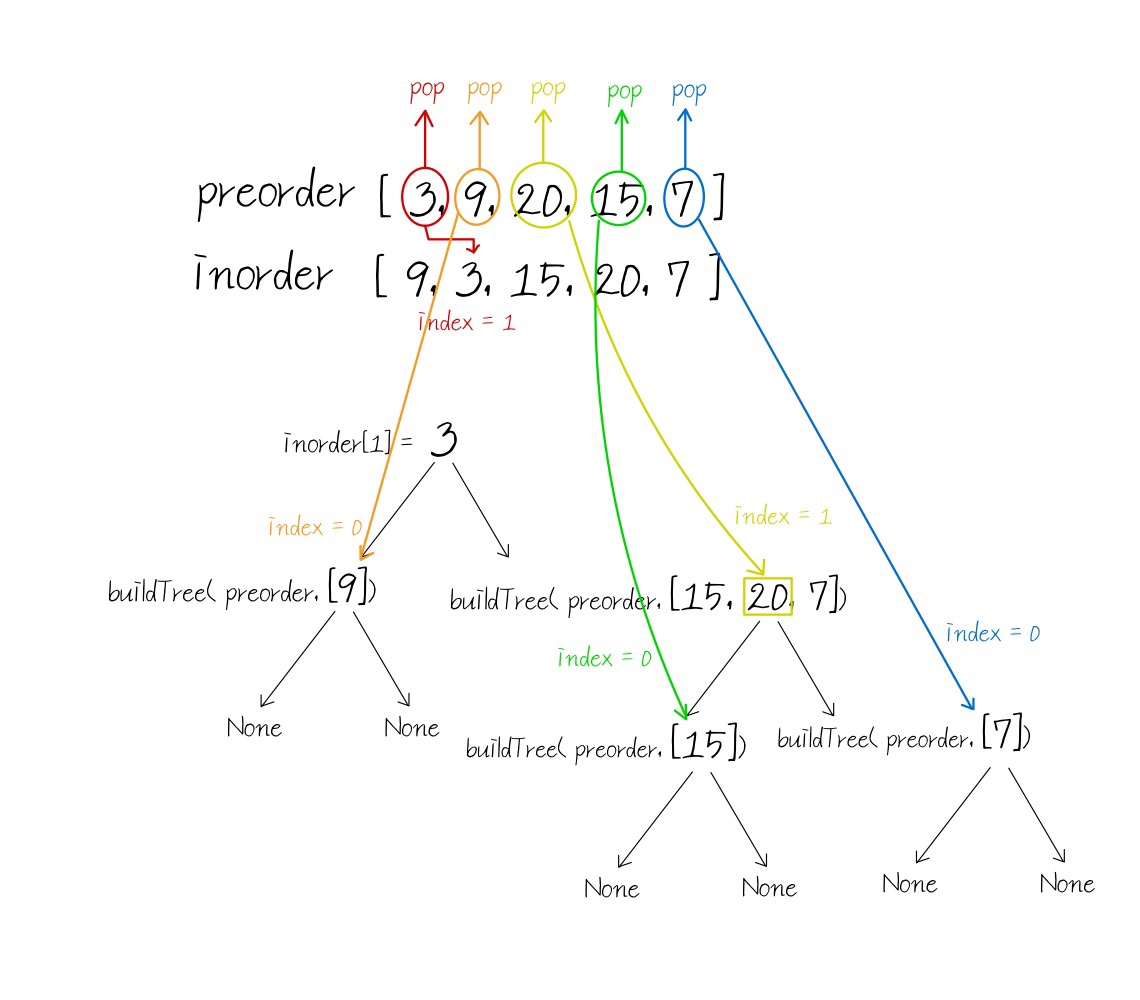 pop pop pop pop pop
preorder [ 3, 9, 20, 15, 7 ]
inorder [ 9, 3, 15, 20, 7 ]
index = 1
inorder[1] = 3
index = 0
index = 1
buildTree( preorder, [9])
buildTree( preorder, [15, 20, 7])
index = 0
index = 0
None
None
buildTree( preorder, [15])
buildTree( preorder, [7])
None
None
None
None